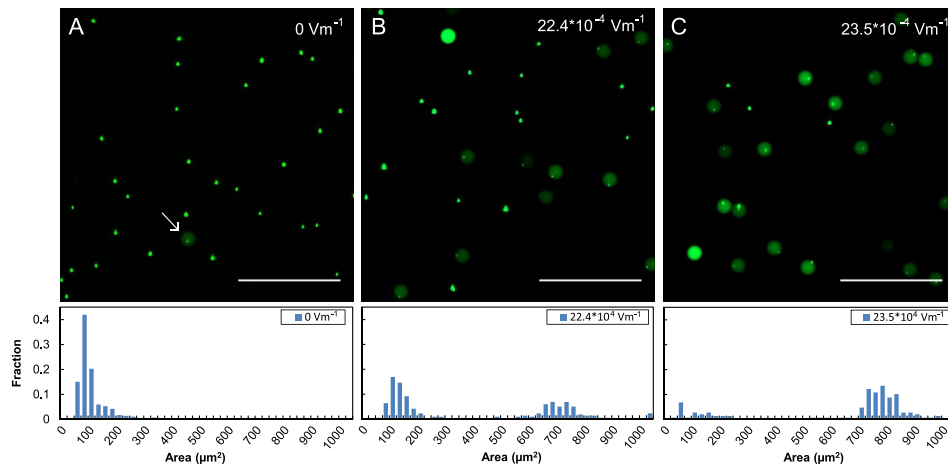 A
0 Vm⁻¹
B
22.4*10⁻⁴ Vm⁻¹
C
23.5*10⁻⁴ Vm⁻¹
Fraction
0.4
0.3
0.2
0.1
0
0 Vm⁻¹
0 100 200 300 400 500 600 700 800 900 1000
Area (µm²)
22.4*10⁴ Vm⁻¹
0 100 200 300 400 500 600 700 800 900 1000
Area (µm²)
23.5*10⁴ Vm⁻¹
0 100 200 300 400 500 600 700 800 900 1000
Area (µm²)